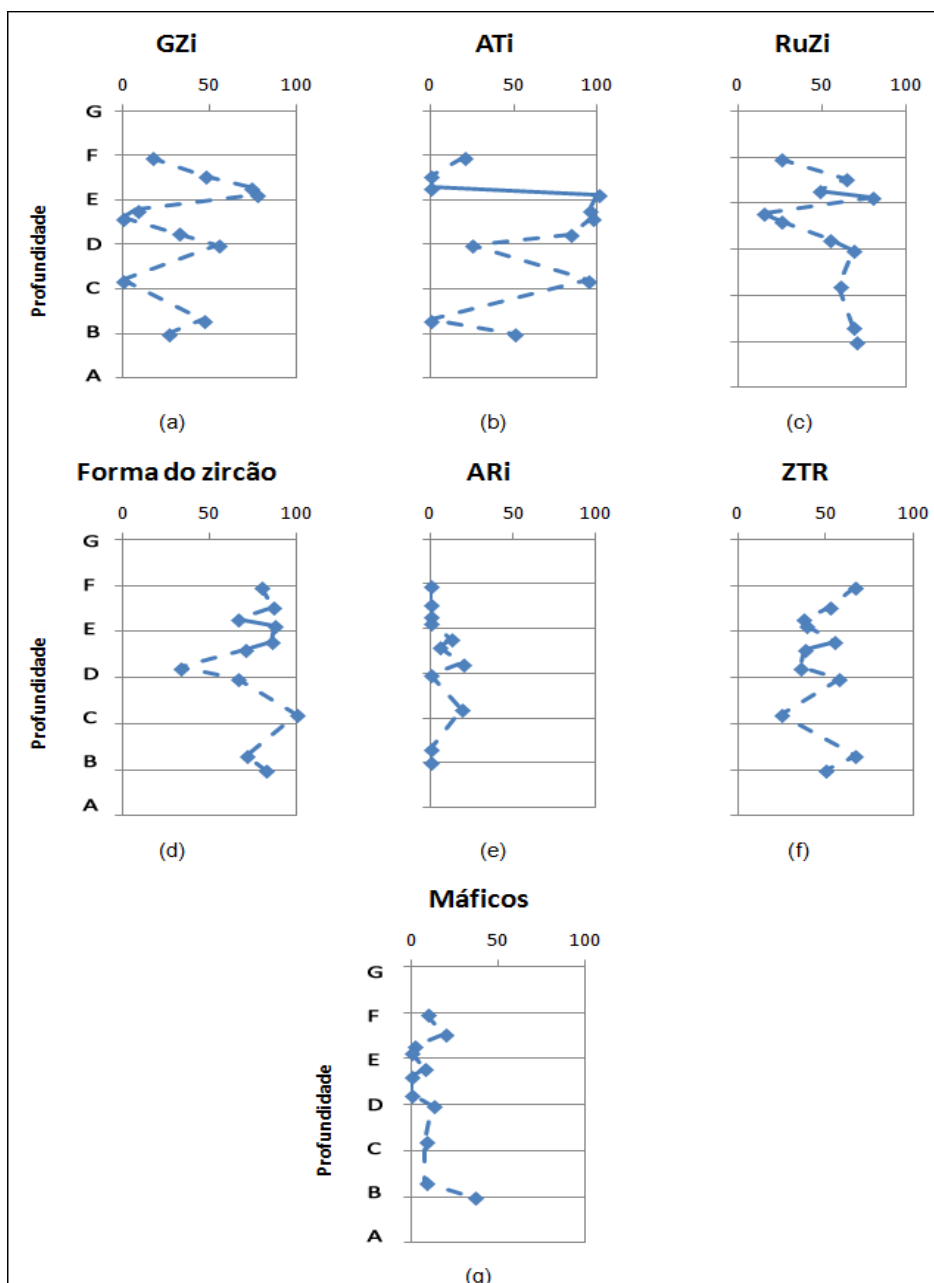 GZi ATi RuZi
0 50 100 0 50 100 0 50 100
G
F
E
D
C
B
A
Profundidade
(a) (b) (c)
Forma do zircão ARi ZTR
0 50 100 0 50 100 0 50 100
G
F
E
D
C
B
A
Profundidade
(d) (e) (f)
Máficos
0 50 100
G
F
E
D
C
B
A
Profundidade
(g)